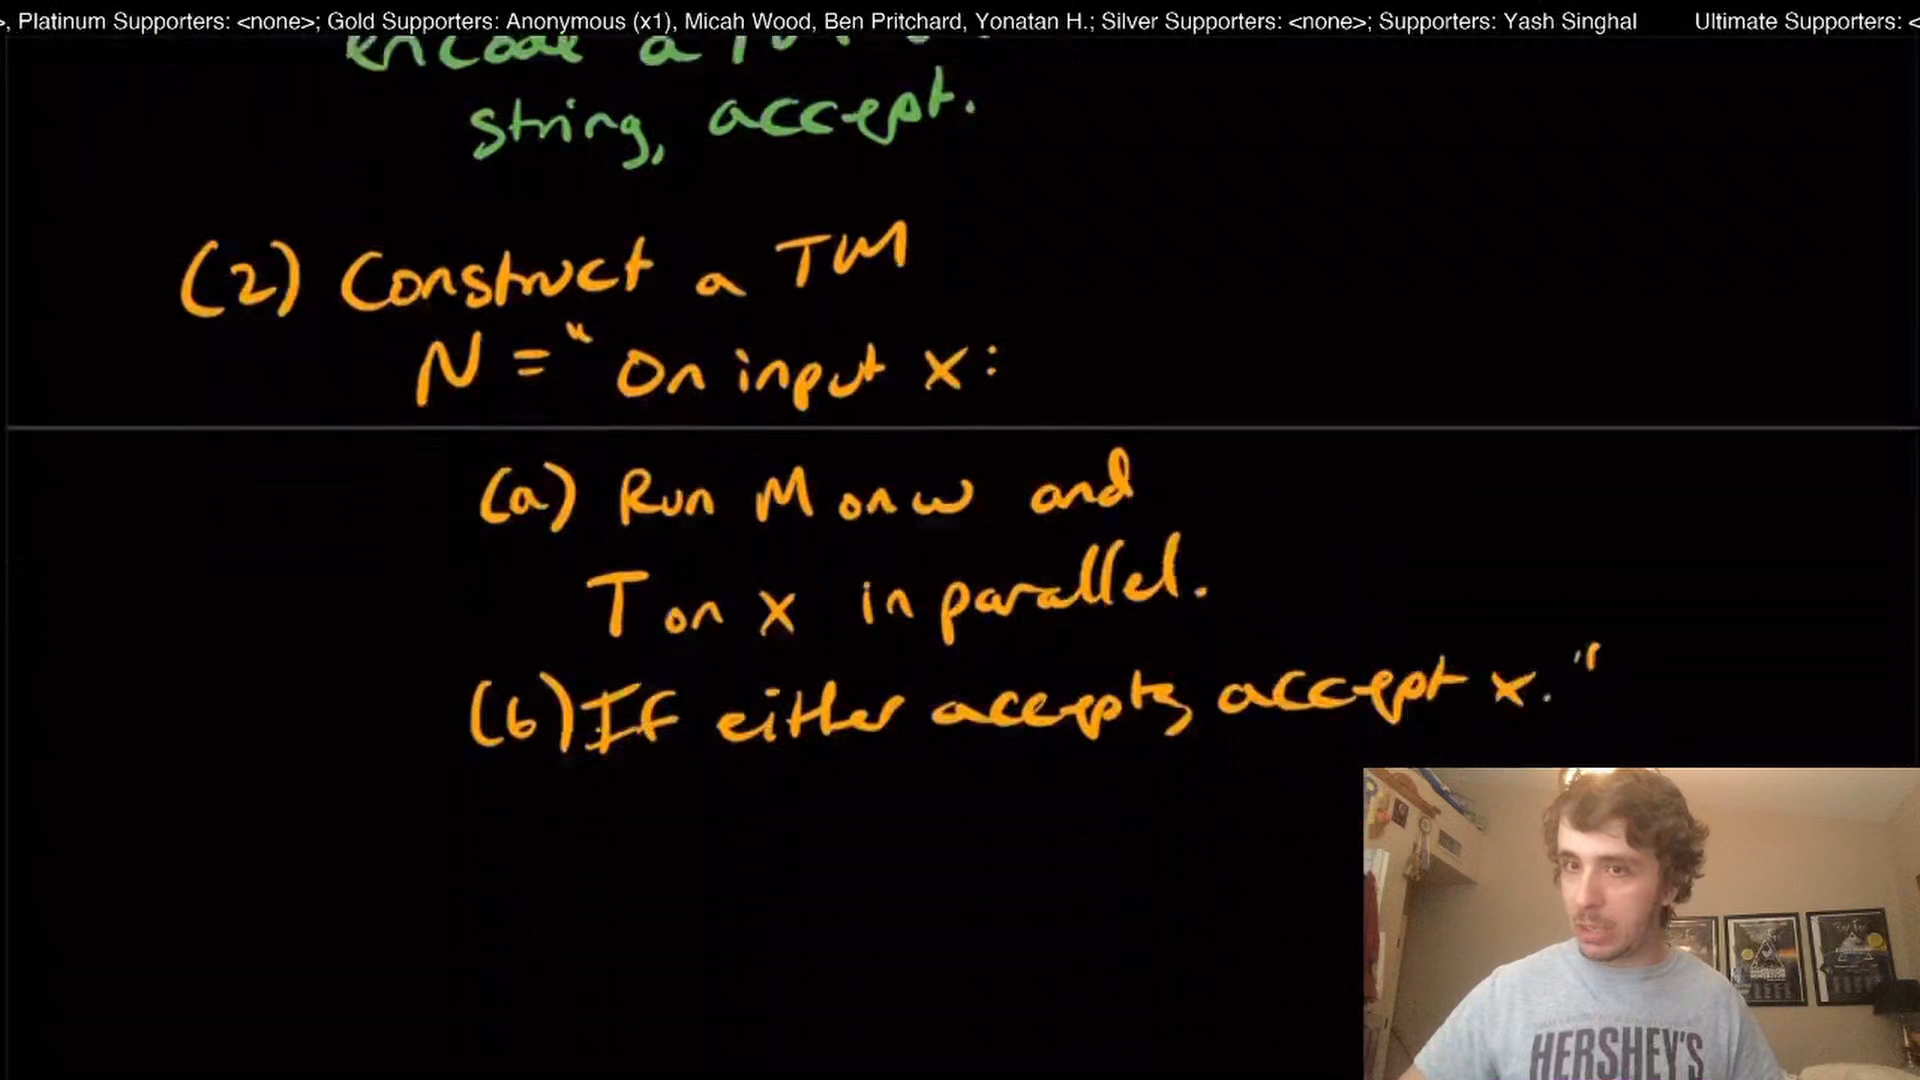 , Platinum Supporters: <none>; Gold Supporters: Anonymous (x1), Micah Wood, Ben Pritchard, Yonatan H.; Silver Supporters: <none>; Supporters: Yash Singhal Ultimate Supporters: <
encode a TM
string, accept.
(2) Construct a TM
N = "On input x:
(a) Run M on w and
T on x in parallel.
(b) If either accepts, accept x."
HERSHEY'S